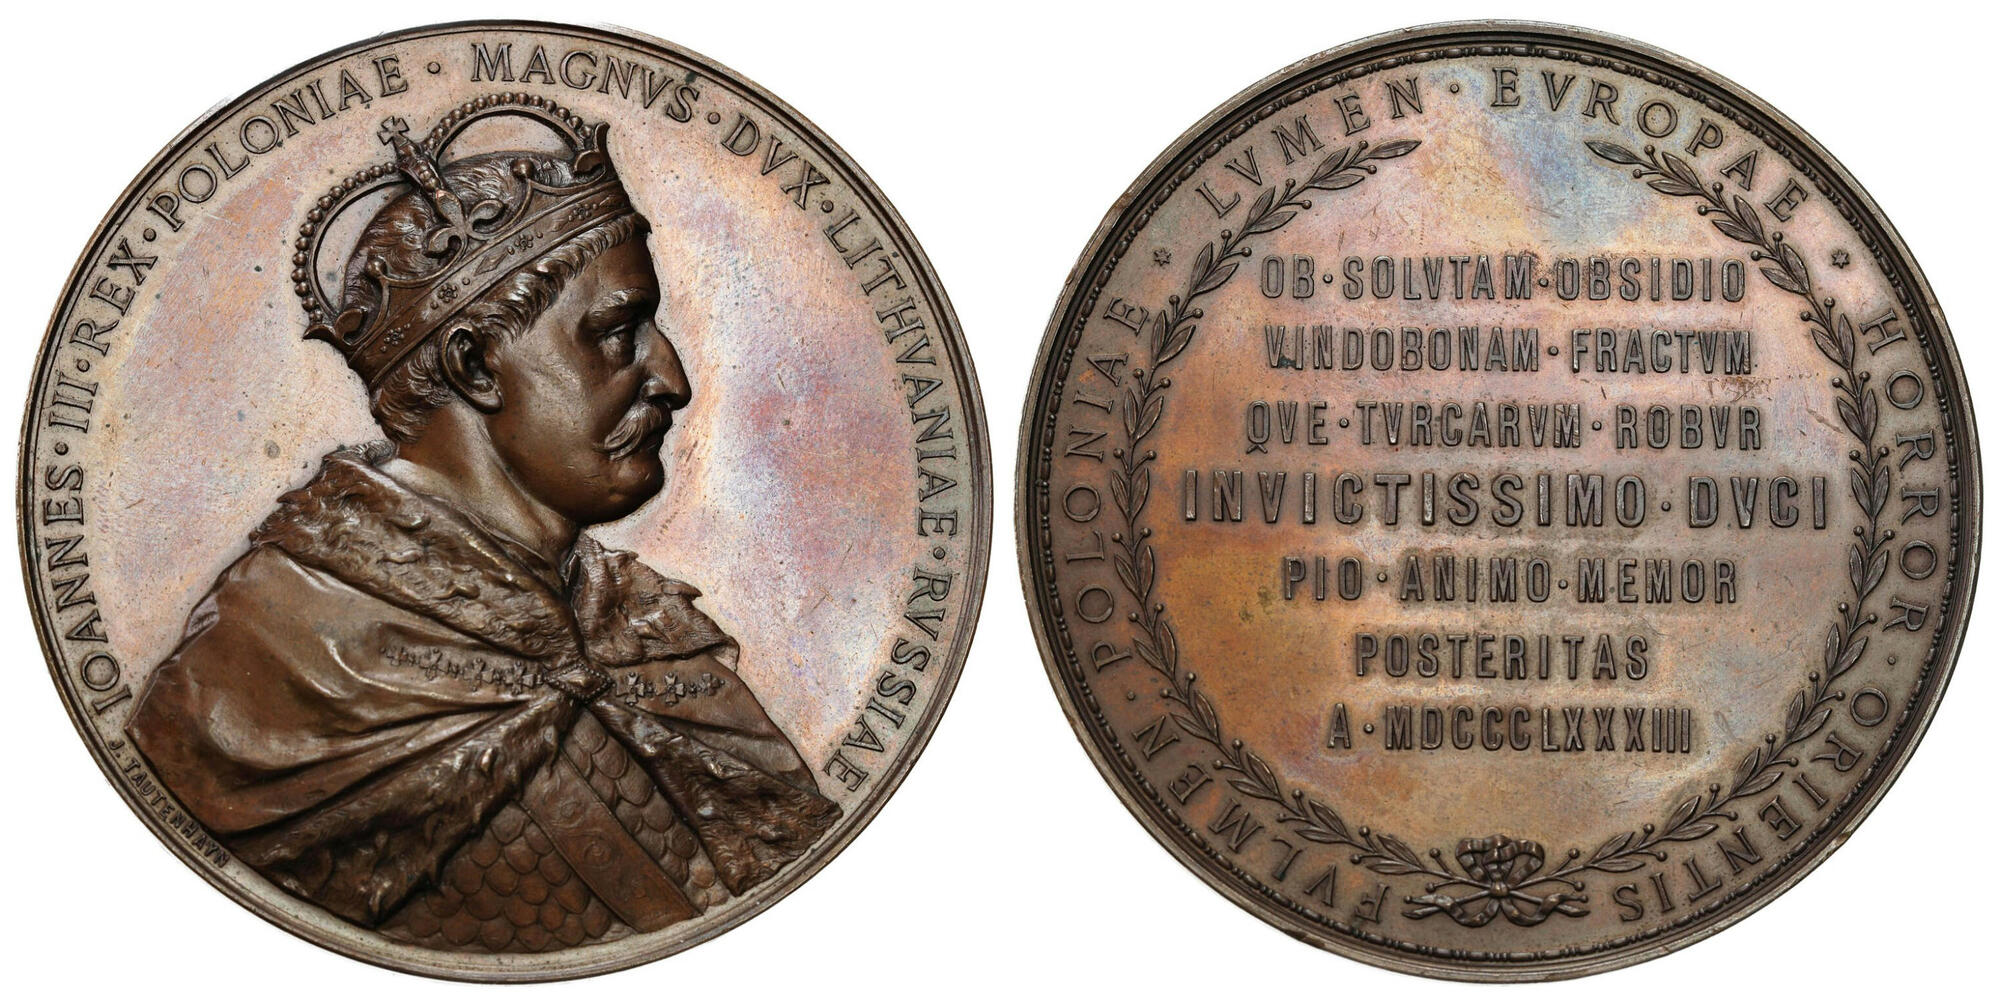 IOANNES · III · REX · POLONIAE · MAGNVS · DVX · LITHVANIAE · RVSSIAE
J. TAUTENHAYN
FVLMEN · POLONIAE * LVMEN · EVROPAE * HORROR · ORIENTIS
OB · SOLVTAM · OBSIDIO
VINDOBONAM · FRACTVM
QVE · TVRCARVM · ROBVR
INVICTISSIMO · DVCI
PIO · ANIMO · MEMOR
POSTERITAS
A · MDCCCLXXXIII